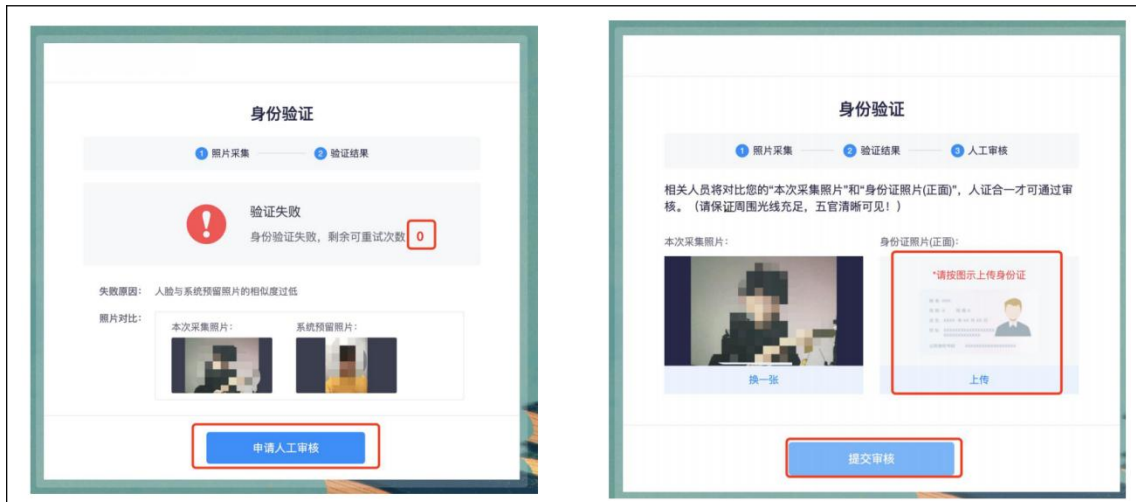 身份验证
1 照片采集 2 验证结果
验证失败
身份验证失败，剩余可重试次数 0
失败原因： 人脸与系统预留照片的相似度过低
照片对比：
本次采集照片： 系统预留照片：
申请人工审核
身份验证
1 照片采集 2 验证结果 3 人工审核
相关人员将对比您的“本次采集照片”和“身份证照片(正面)”，人证合一才可通过审
核。（请保证周围光线充足，五官清晰可见！）
本次采集照片： 身份证照片(正面)：
*请按图示上传身份证
换一张 上传
提交审核